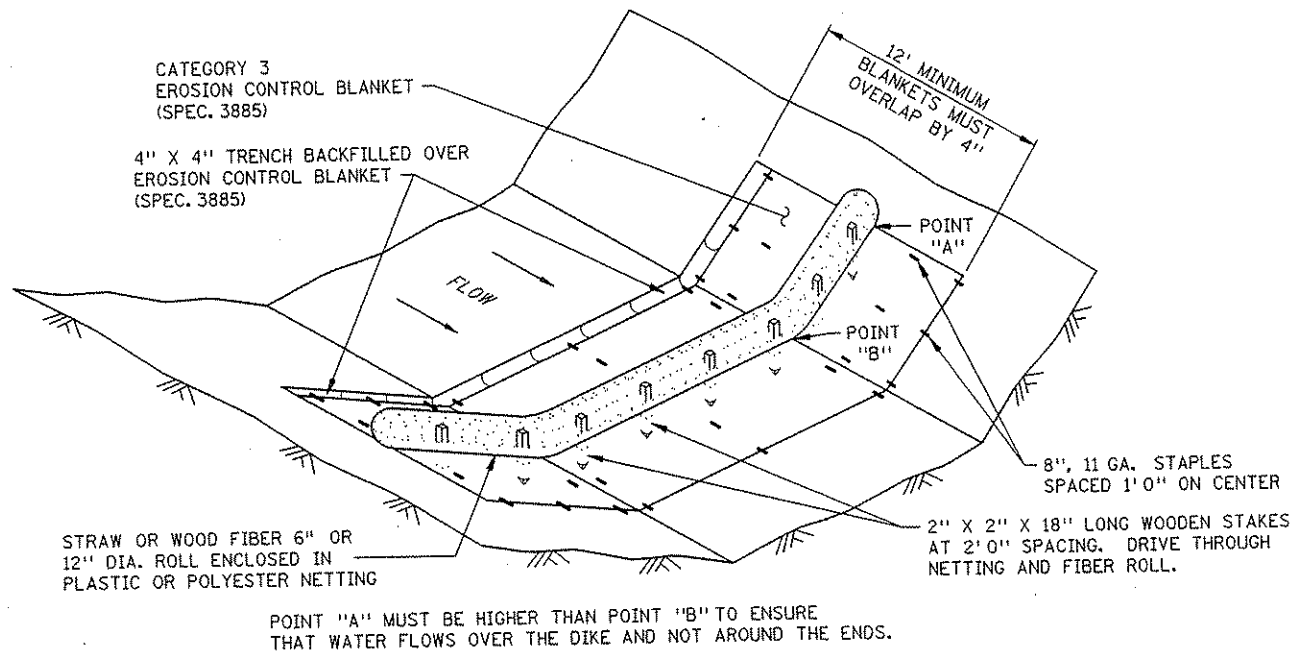 CATEGORY 3
EROSION CONTROL BLANKET
(SPEC. 3885)
4" X 4" TRENCH BACKFILLED OVER
EROSION CONTROL BLANKET
(SPEC. 3885)
12' MINIMUM
BLANKETS MUST
OVERLAP BY 4"
FLOW
POINT
"A"
POINT
"B"
8", 11 GA. STAPLES
SPACED 1'0" ON CENTER
2" X 2" X 18" LONG WOODEN STAKES
AT 2'0" SPACING. DRIVE THROUGH
NETTING AND FIBER ROLL.
STRAW OR WOOD FIBER 6" OR
12" DIA. ROLL ENCLOSED IN
PLASTIC OR POLYESTER NETTING
POINT "A" MUST BE HIGHER THAN POINT "B" TO ENSURE
THAT WATER FLOWS OVER THE DIKE AND NOT AROUND THE ENDS.